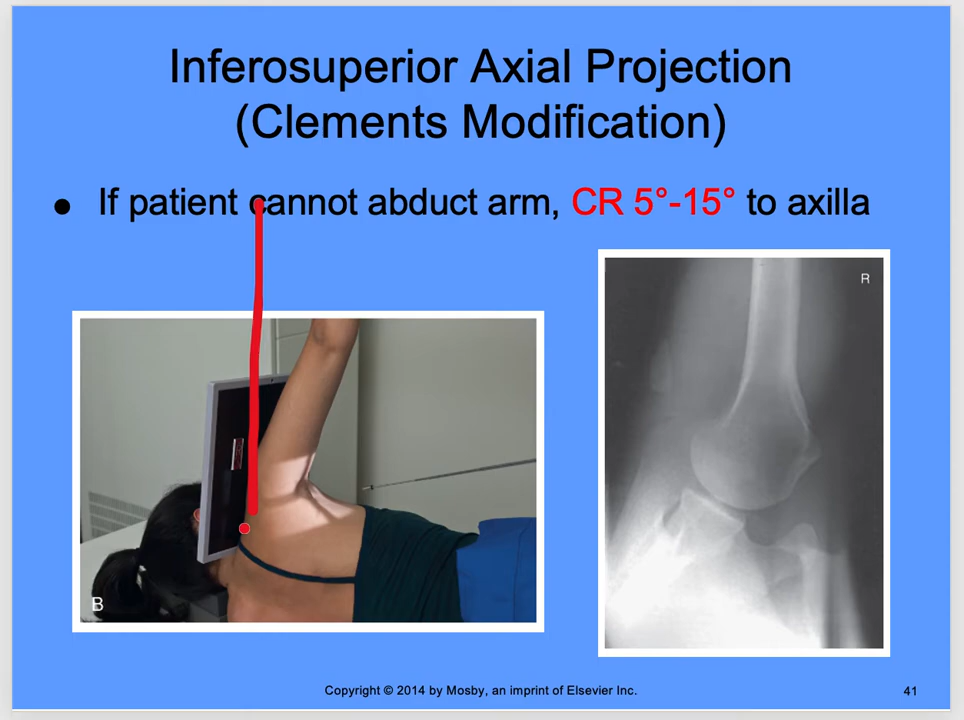 Inferosuperior Axial Projection
(Clements Modification)
• If patient cannot abduct arm, CR 5°-15° to axilla
R
B
Copyright © 2014 by Mosby, an imprint of Elsevier Inc.
41